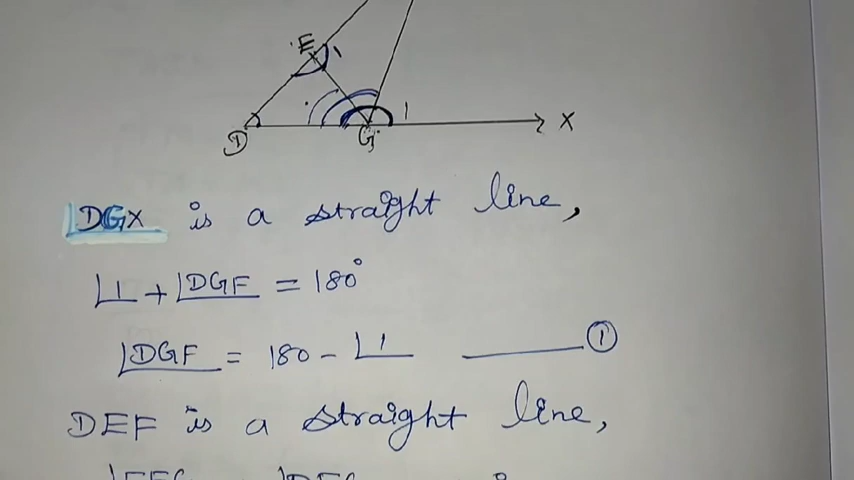 E 1
1
D G X
∠DGX is a straight line,
∠1 + ∠DGF = 180°
∠DGF = 180 - ∠1 ——— ①
DEF is a straight line,